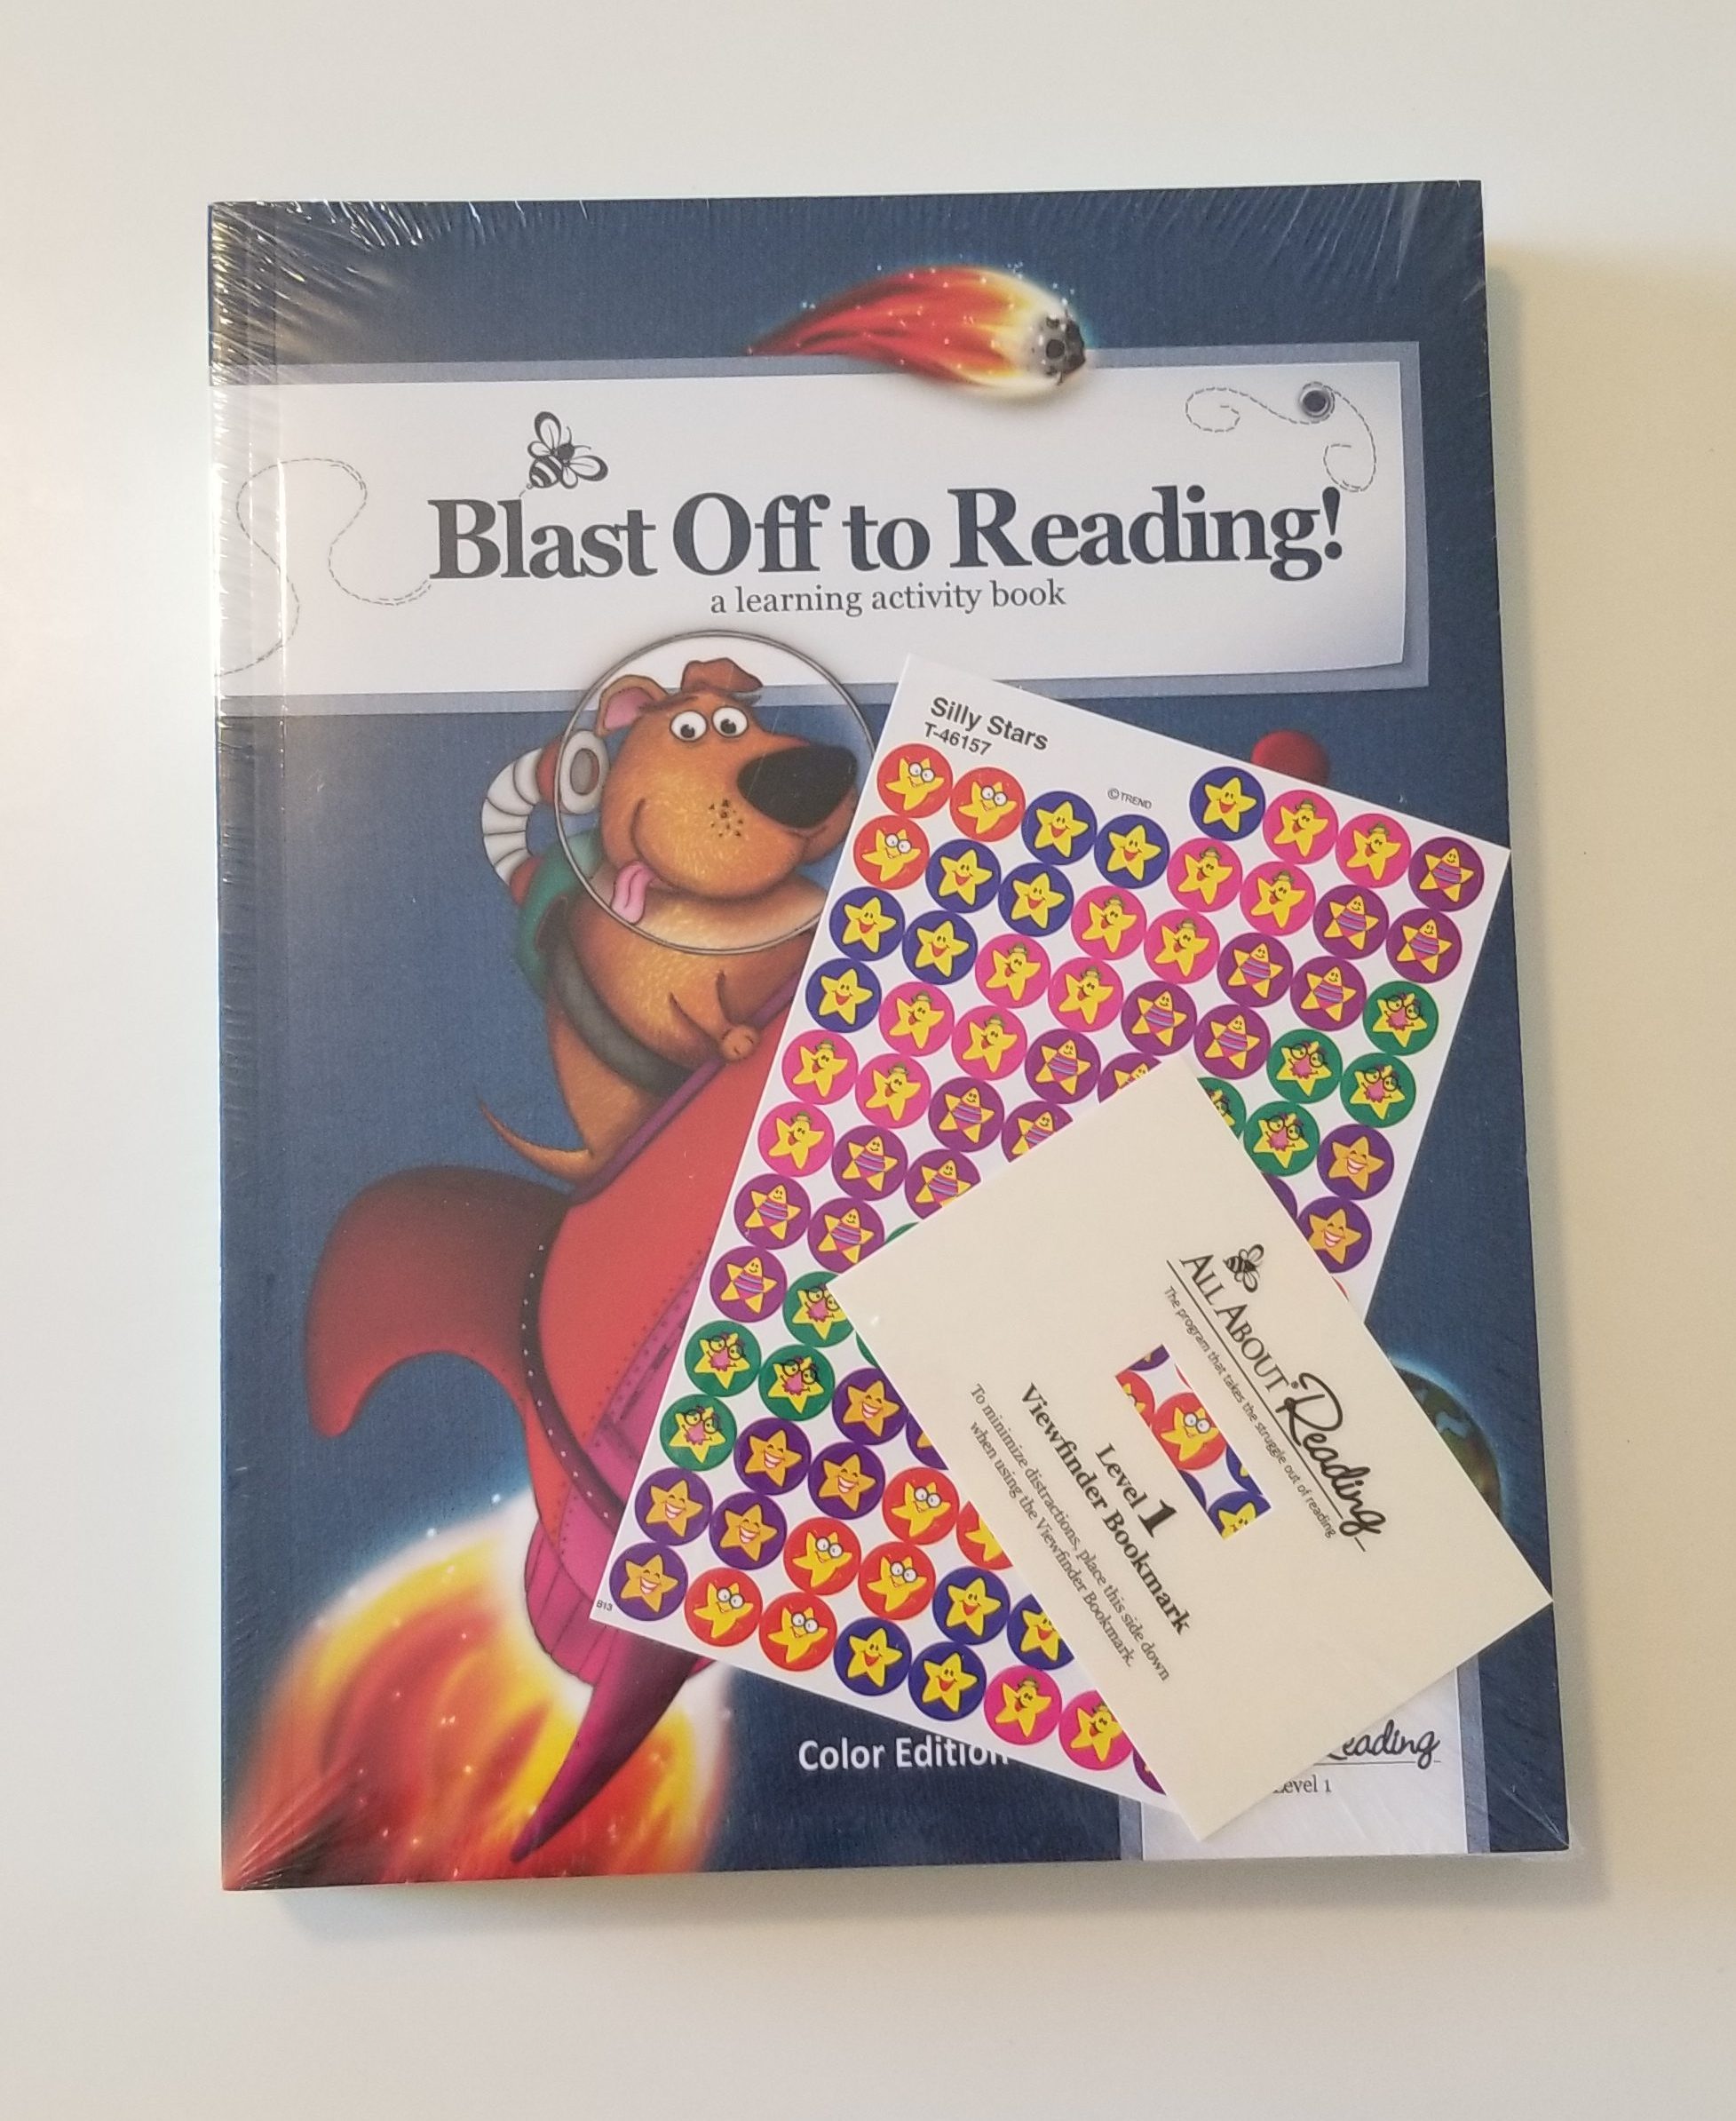 Blast Off to Reading!
a learning activity book
Silly Stars
T-46157
© TREND
ALL ABOUT® Reading
The program that takes the struggle out of reading
Level 1
Viewfinder Bookmark
To minimize distractions, place this side down
when using the Viewfinder Bookmark.
B13
Color Edition
eading
Level 1